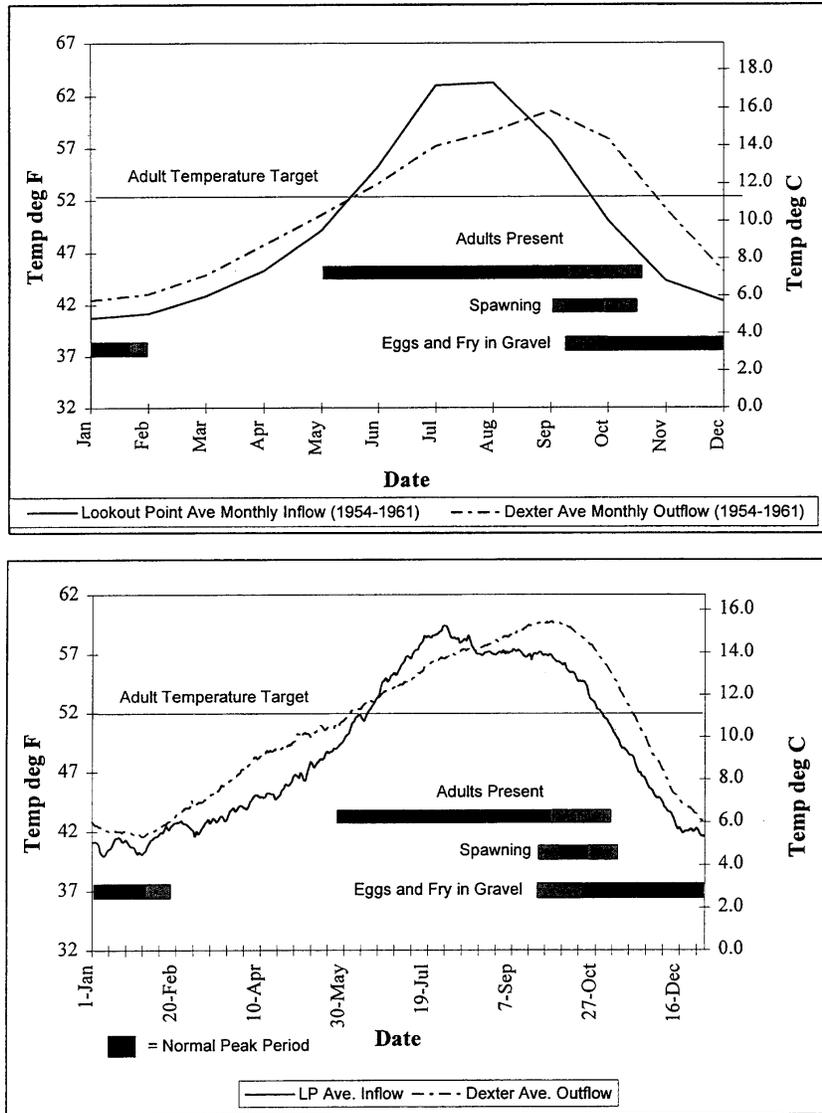 67
62
57
52
47
42
37
32
Temp deg F
18.0
16.0
14.0
12.0
10.0
8.0
6.0
4.0
2.0
0.0
Temp deg C
Adult Temperature Target
Adults Present
Spawning
Eggs and Fry in Gravel
Jan Feb Mar Apr May Jun Jul Aug Sep Oct Nov Dec
Date
Lookout Point Ave Monthly Inflow (1954-1961) Dexter Ave Monthly Outflow (1954-1961)
62
57
52
47
42
37
32
Temp deg F
16.0
14.0
12.0
10.0
8.0
6.0
4.0
2.0
0.0
Temp deg C
Adult Temperature Target
Adults Present
Spawning
Eggs and Fry in Gravel
1-Jan 20-Feb 10-Apr 30-May 19-Jul 7-Sep 27-Oct 16-Dec
Date
= Normal Peak Period
LP Ave. Inflow Dexter Ave. Outflow